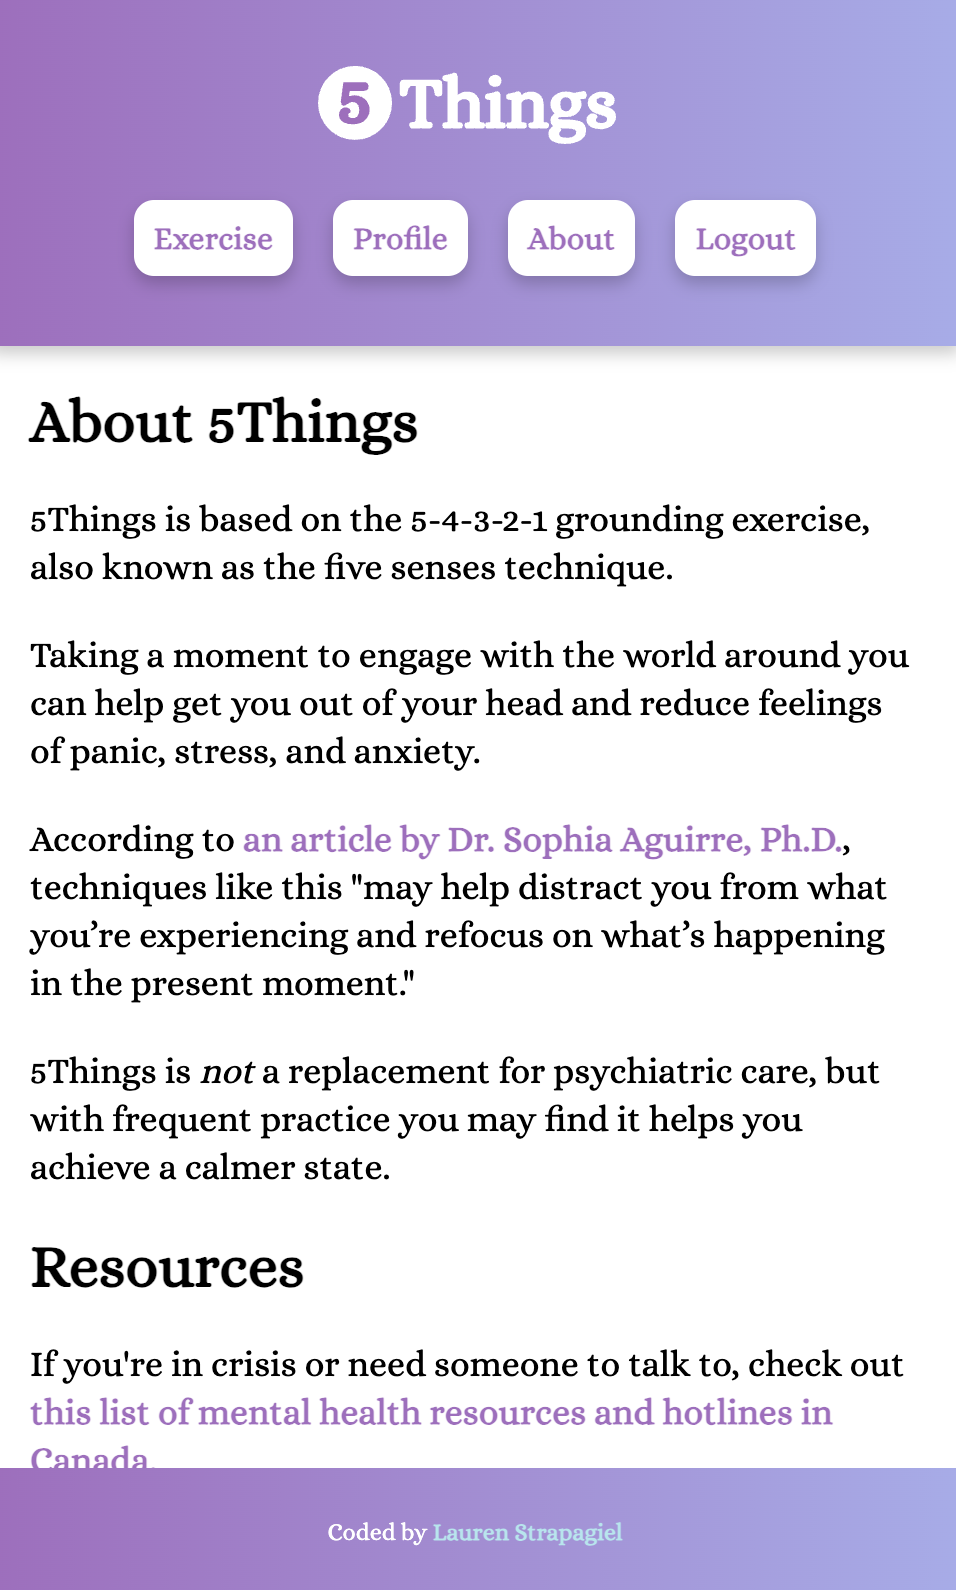 5 Things
Exercise Profile About Logout
About 5Things
5Things is based on the 5-4-3-2-1 grounding exercise,
also known as the five senses technique.
Taking a moment to engage with the world around you
can help get you out of your head and reduce feelings
of panic, stress, and anxiety.
According to an article by Dr. Sophia Aguirre, Ph.D.,
techniques like this "may help distract you from what
you’re experiencing and refocus on what’s happening
in the present moment."
5Things is not a replacement for psychiatric care, but
with frequent practice you may find it helps you
achieve a calmer state.
Resources
If you're in crisis or need someone to talk to, check out
this list of mental health resources and hotlines in
Canada.
Coded by Lauren Strapagiel